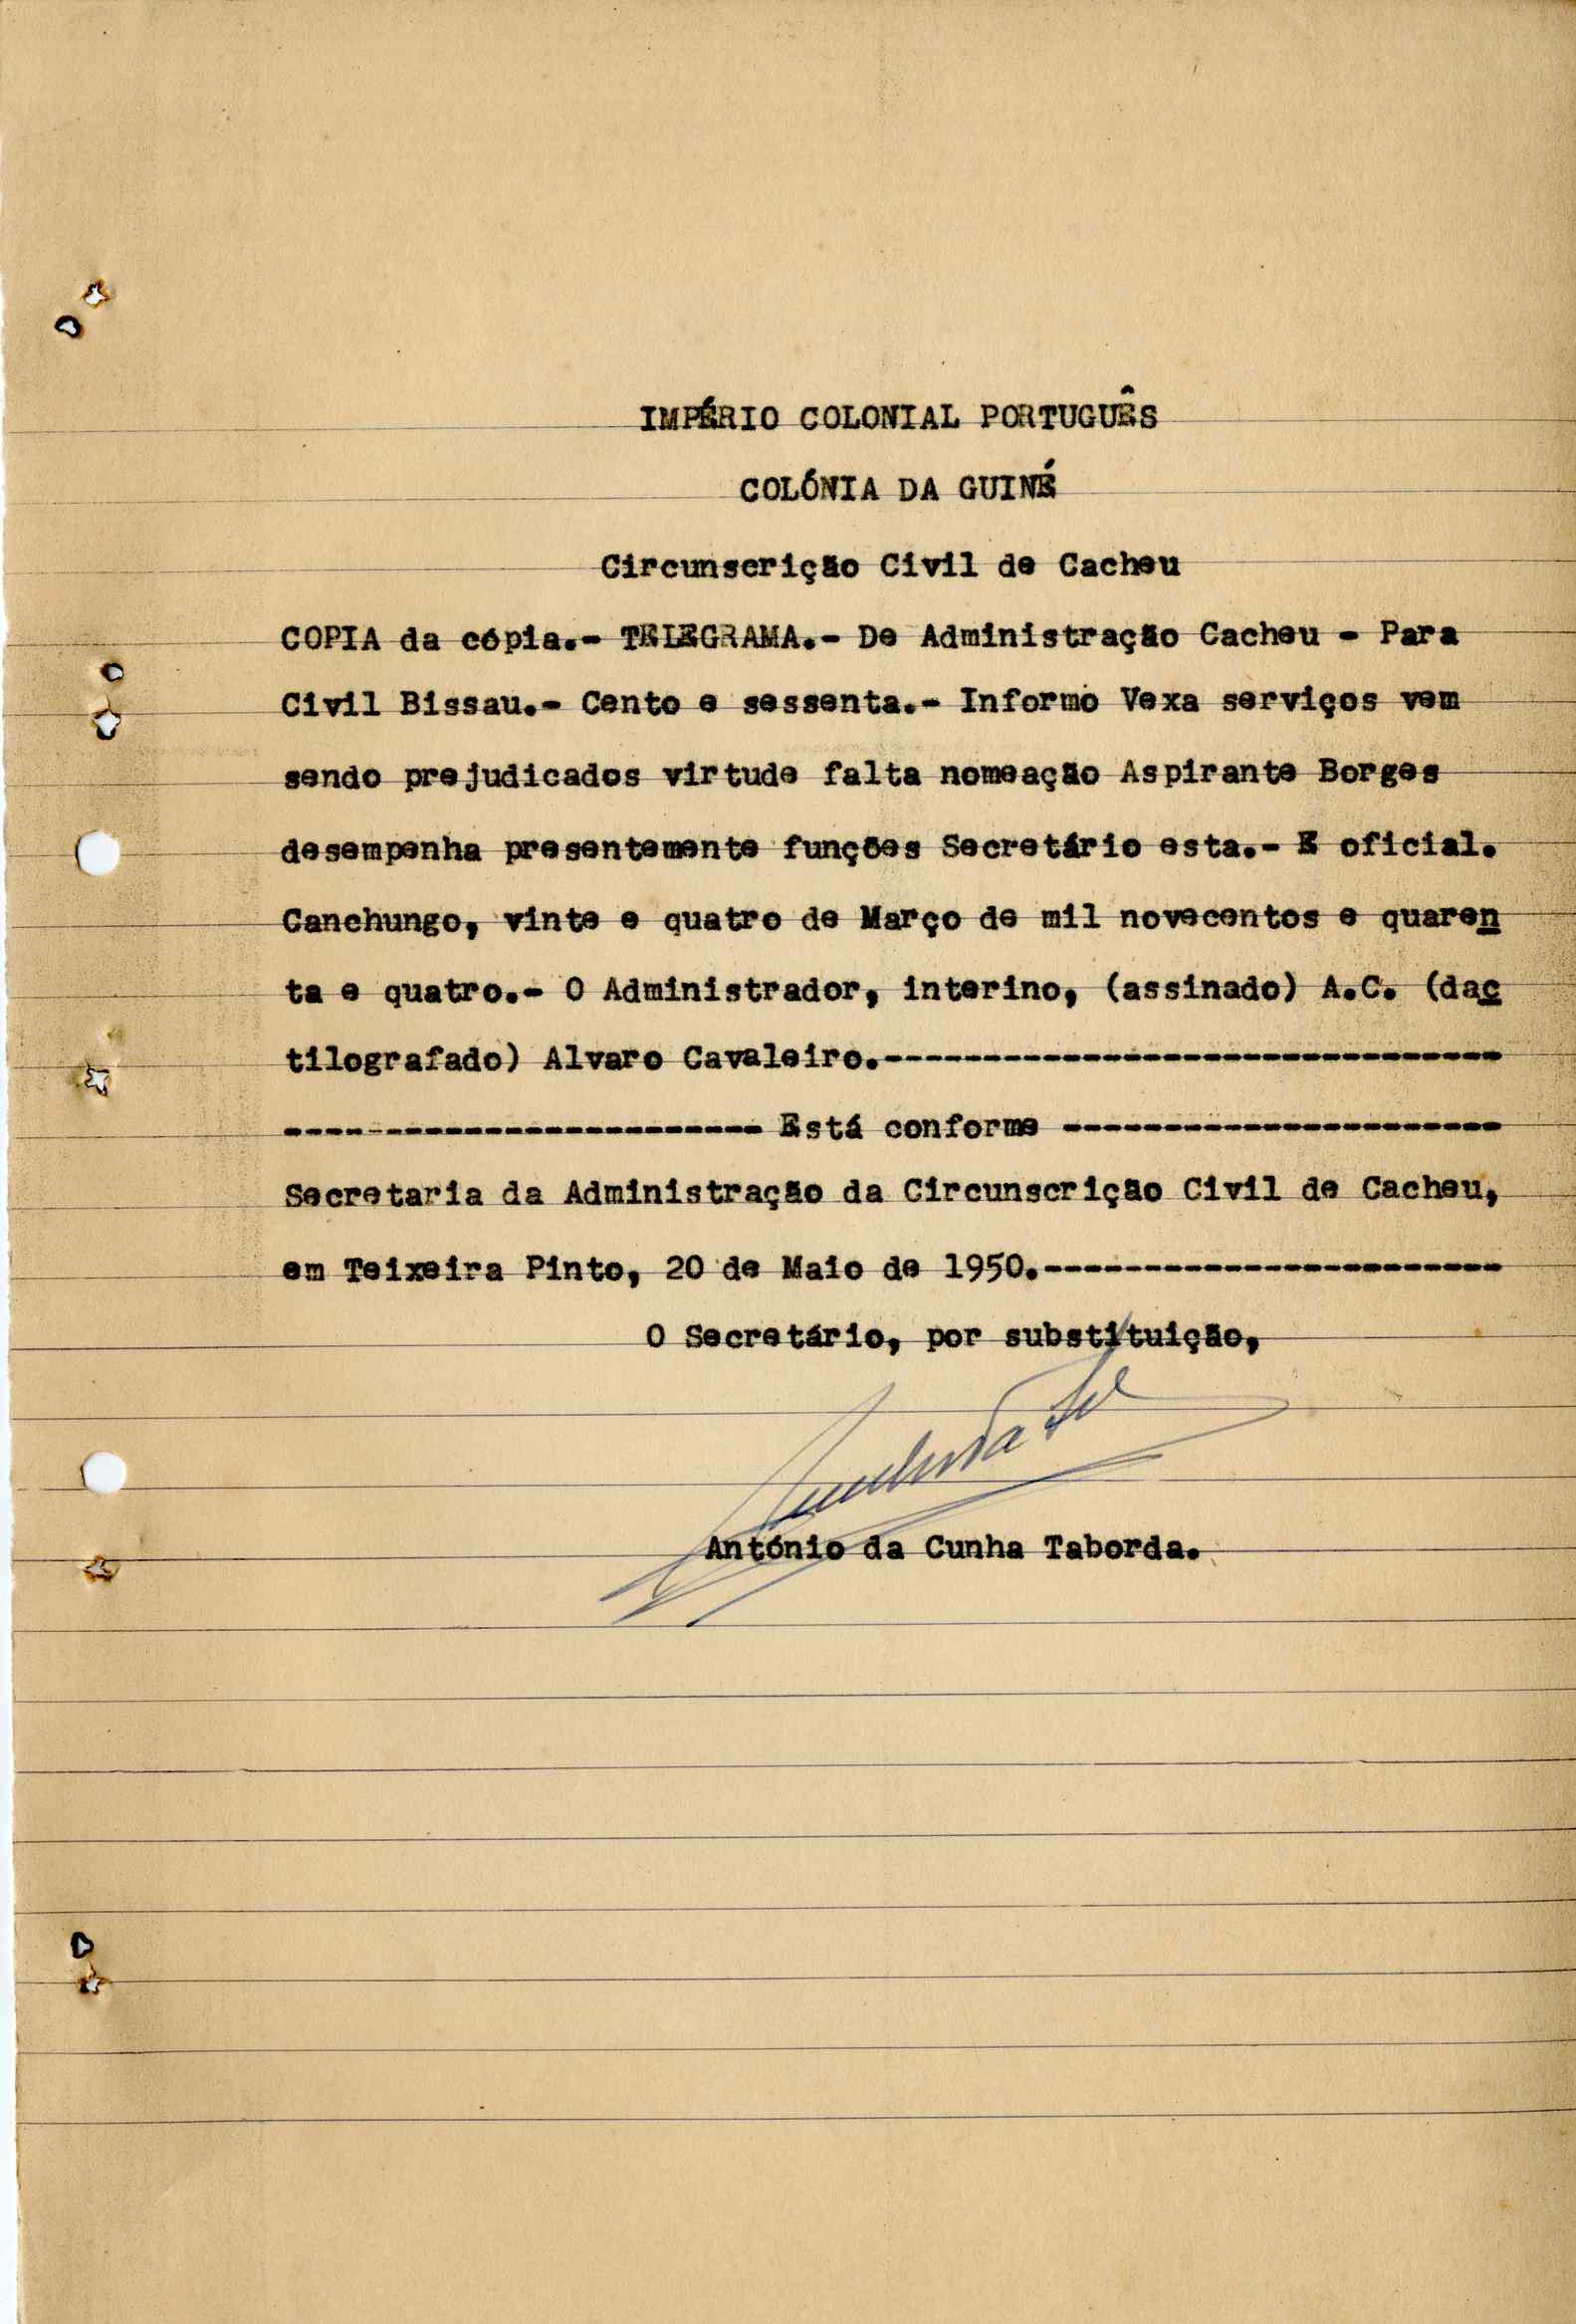 IMPÉRIO COLONIAL PORTUGUÊS
COLÓNIA DA GUINÉ
Circunscrição Civil de Cacheu
COPIA da cópia.- TELEGRAMA.- De Administração Cacheu - Para
Civil Bissau.- Cento e sessenta.- Informo Vexa serviços vem
sendo prejudicados virtude falta nomeação Aspirante Borges
desempenha presentemente funções Secretário esta.- E oficial.
Canchungo, vinte e quatro de Março de mil novecentos e quaren
ta e quatro.- O Administrador, interino, (assinado) A.C. (dac
tilografado) Alvaro Cavaleiro.-------------------------------
------------------------ Está conforme ----------------------
Secretaria da Administração da Circunscrição Civil de Cacheu,
em Teixeira Pinto, 20 de Maio de 1950.-----------------------
O Secretário, por substituição,
António da Cunha Taborda.